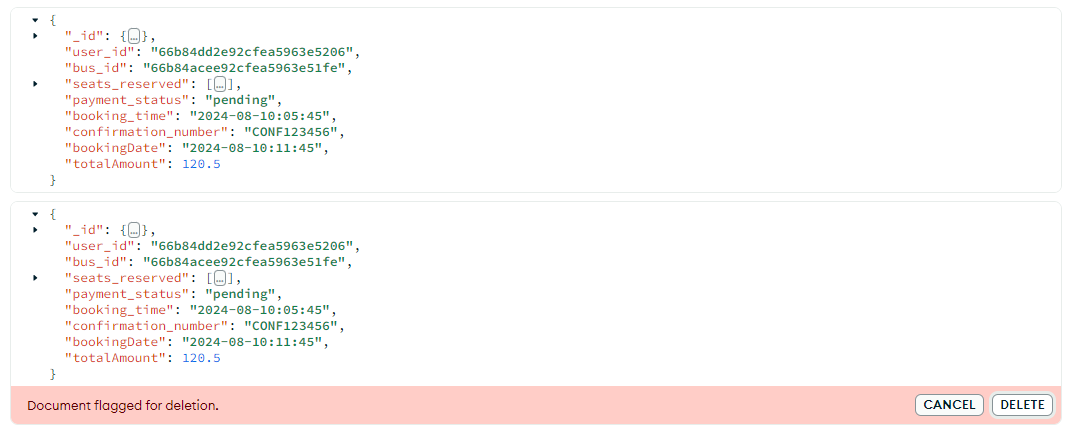 {
"_id": {…},
"user_id": "66b84dd2e92cfea5963e5206",
"bus_id": "66b84acee92cfea5963e51fe",
"seats_reserved": […],
"payment_status": "pending",
"booking_time": "2024-08-10:05:45",
"confirmation_number": "CONF123456",
"bookingDate": "2024-08-10:11:45",
"totalAmount": 120.5
}
{
"_id": {…},
"user_id": "66b84dd2e92cfea5963e5206",
"bus_id": "66b84acee92cfea5963e51fe",
"seats_reserved": […],
"payment_status": "pending",
"booking_time": "2024-08-10:05:45",
"confirmation_number": "CONF123456",
"bookingDate": "2024-08-10:11:45",
"totalAmount": 120.5
}
Document flagged for deletion. CANCEL DELETE